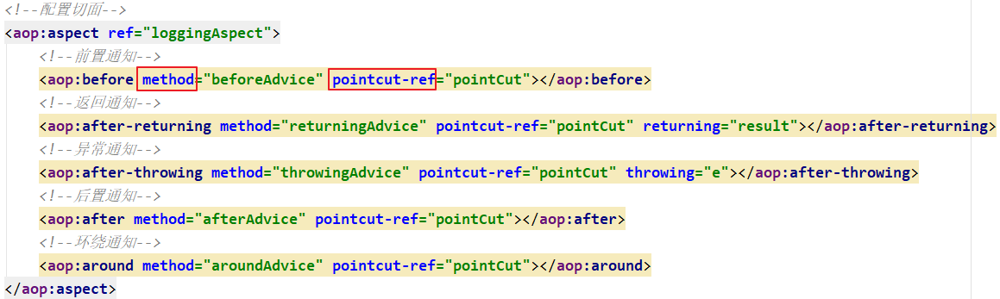 <!--配置切面-->
<aop:aspect ref="loggingAspect">
<!--前置通知-->
<aop:before method="beforeAdvice" pointcut-ref="pointCut"></aop:before>
<!--返回通知-->
<aop:after-returning method="returningAdvice" pointcut-ref="pointCut" returning="result"></aop:after-returning>
<!--异常通知-->
<aop:after-throwing method="throwingAdvice" pointcut-ref="pointCut" throwing="e"></aop:after-throwing>
<!--后置通知-->
<aop:after method="afterAdvice" pointcut-ref="pointCut"></aop:after>
<!--环绕通知-->
<aop:around method="aroundAdvice" pointcut-ref="pointCut"></aop:around>
</aop:aspect>